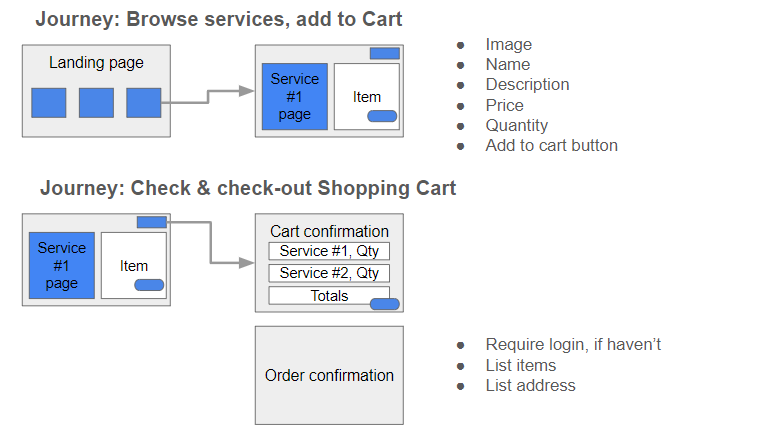 Journey: Browse services, add to Cart
Landing page
Service
#1
page
Item
● Image
● Name
● Description
● Price
● Quantity
● Add to cart button
Journey: Check & check-out Shopping Cart
Service
#1
page
Item
Cart confirmation
Service #1, Qty
Service #2, Qty
Totals
Order confirmation
● Require login, if haven’t
● List items
● List address